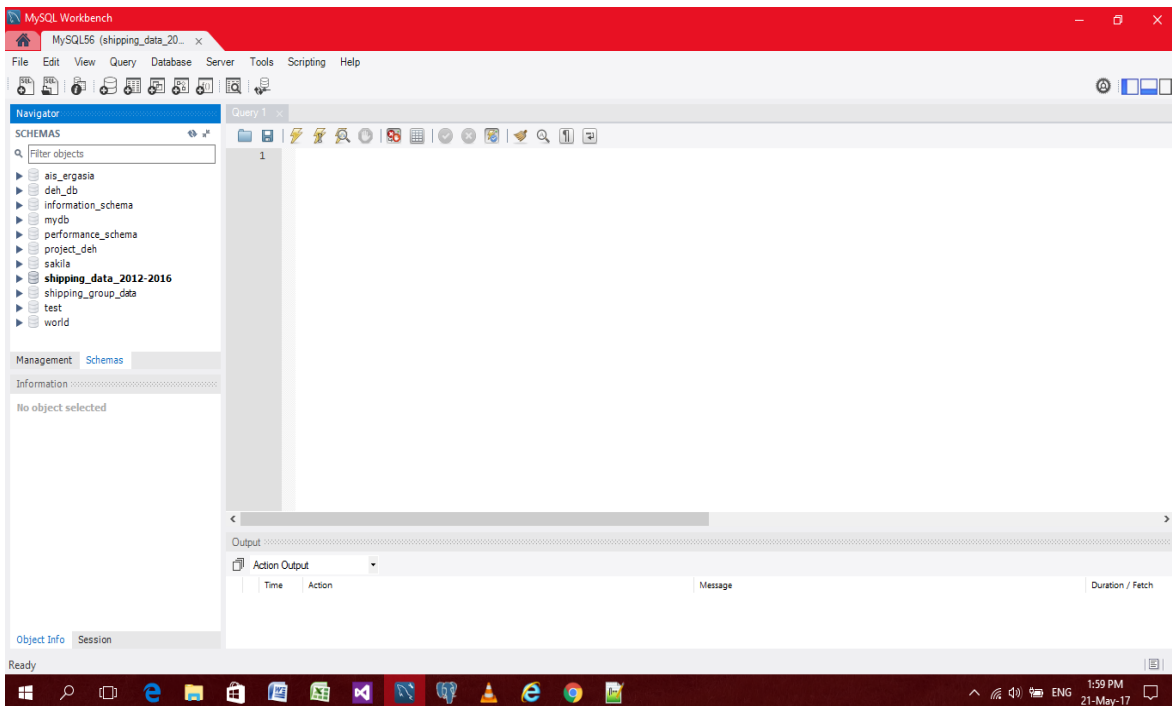 MySQL Workbench
MySQL56 (shipping_data_20...
File Edit View Query Database Server Tools Scripting Help
Navigator
Query 1
SCHEMAS
Filter objects
1
ais_ergasia
deh_db
information_schema
mydb
performance_schema
project_deh
sakila
shipping_data_2012-2016
shipping_group_data
test
world
Management Schemas
Information
No object selected
Output
Action Output
Time Action Message Duration / Fetch
Object Info Session
Ready
ENG
1:59 PM
21-May-17